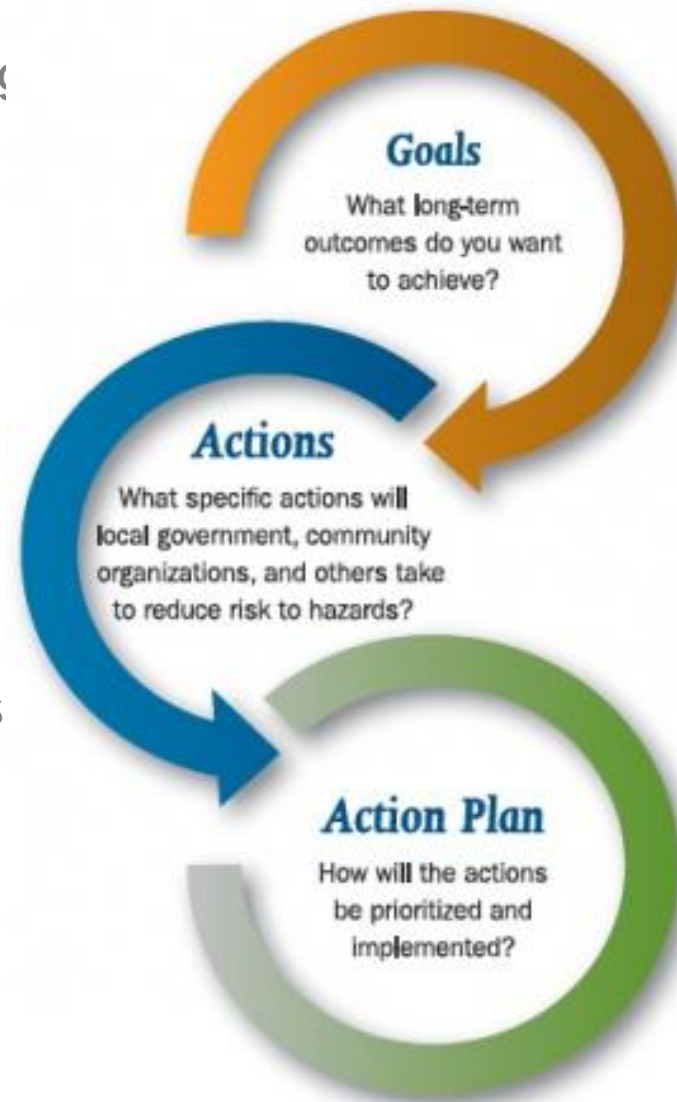 Goals
What long-term
outcomes do you want
to achieve?
Actions
What specific actions will
local government, community
organizations, and others take
to reduce risk to hazards?
Action Plan
How will the actions
be prioritized and
implemented?